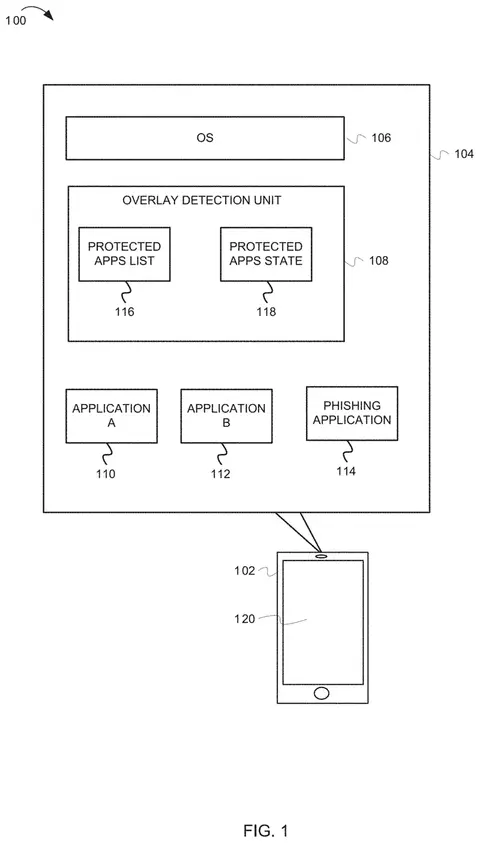 100
OS
106
104
OVERLAY DETECTION UNIT
PROTECTED
APPS LIST
PROTECTED
APPS STATE
108
116
118
APPLICATION
A
APPLICATION
B
PHISHING
APPLICATION
110
112
114
102
120
FIG. 1